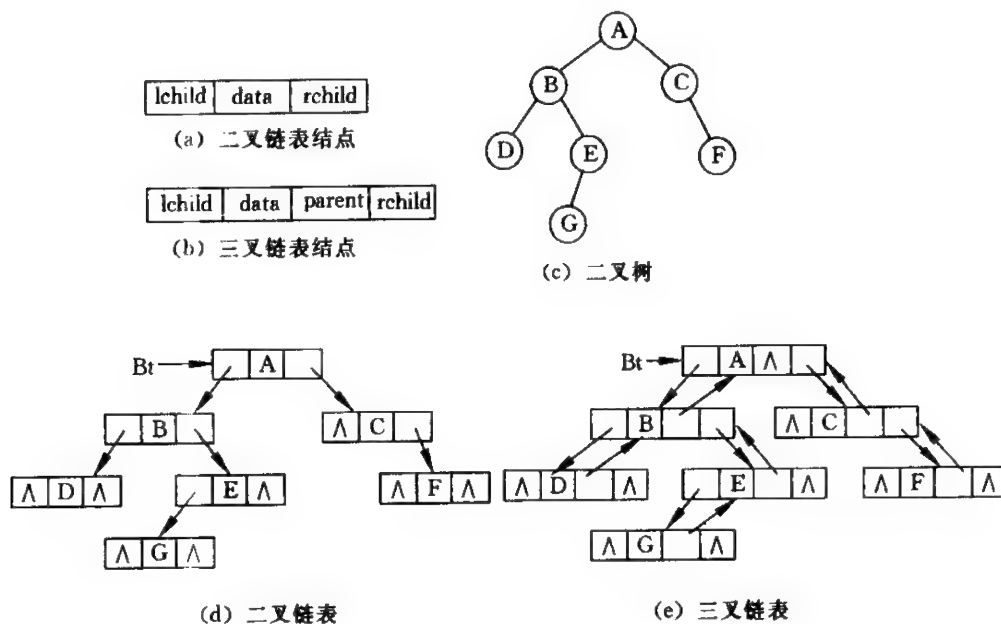 lchild data rchild
(a) 二叉链表结点
lchild data parent rchild
(b) 三叉链表结点
A
B C
D E F
G
(c) 二叉树
Bt A
B ∧ C
∧ D ∧ E ∧ ∧ F ∧
∧ G ∧
(d) 二叉链表
Bt A ∧
B ∧ C
∧ D ∧ E ∧ ∧ F ∧
∧ G ∧
(e) 三叉链表